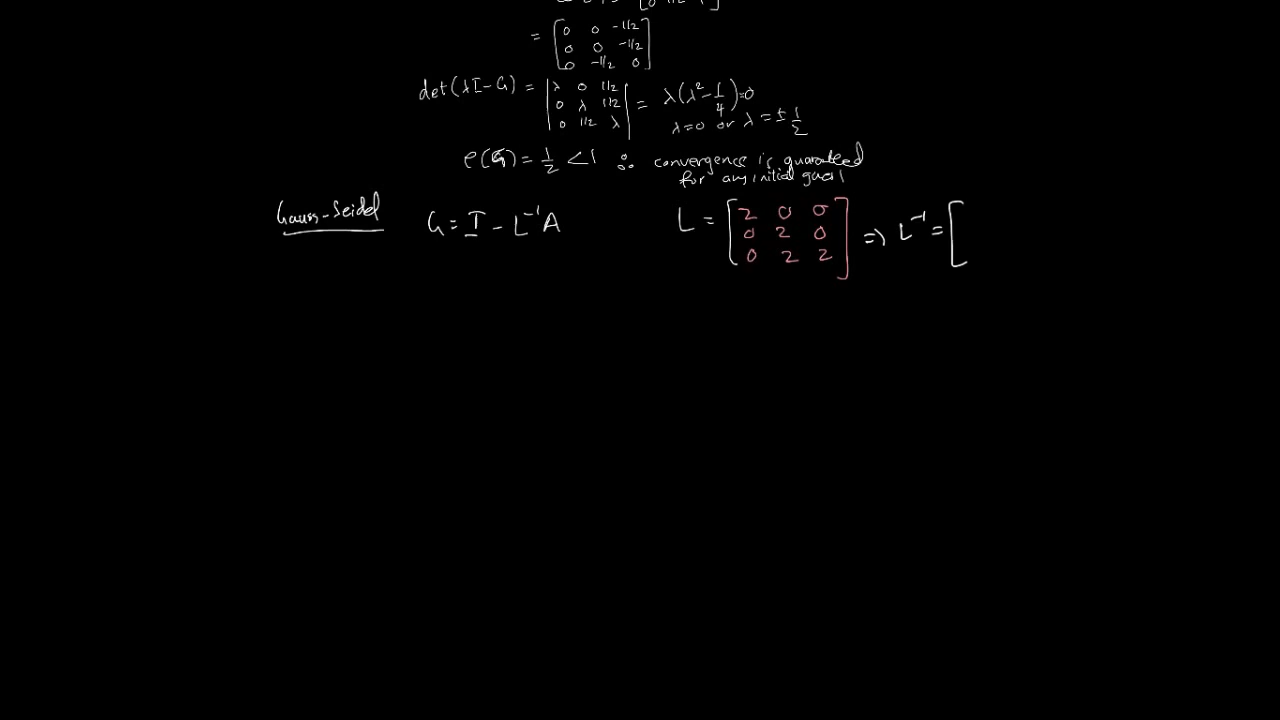 = [0 0 -1/2
0 0 -1/2
0 -1/2 0]
det(λI-G) = |λ 0 1/2
0 λ 1/2
0 1/2 λ| = λ(λ²-1/4)=0
λ=0 or λ=±1/2
ρ(G)=1/2 <1 ∴ convergence is guaranteed
for any initial guess
Gauss-Seidel G = I - L⁻¹A L = [2 0 0
0 2 0
0 2 2] => L⁻¹ = [